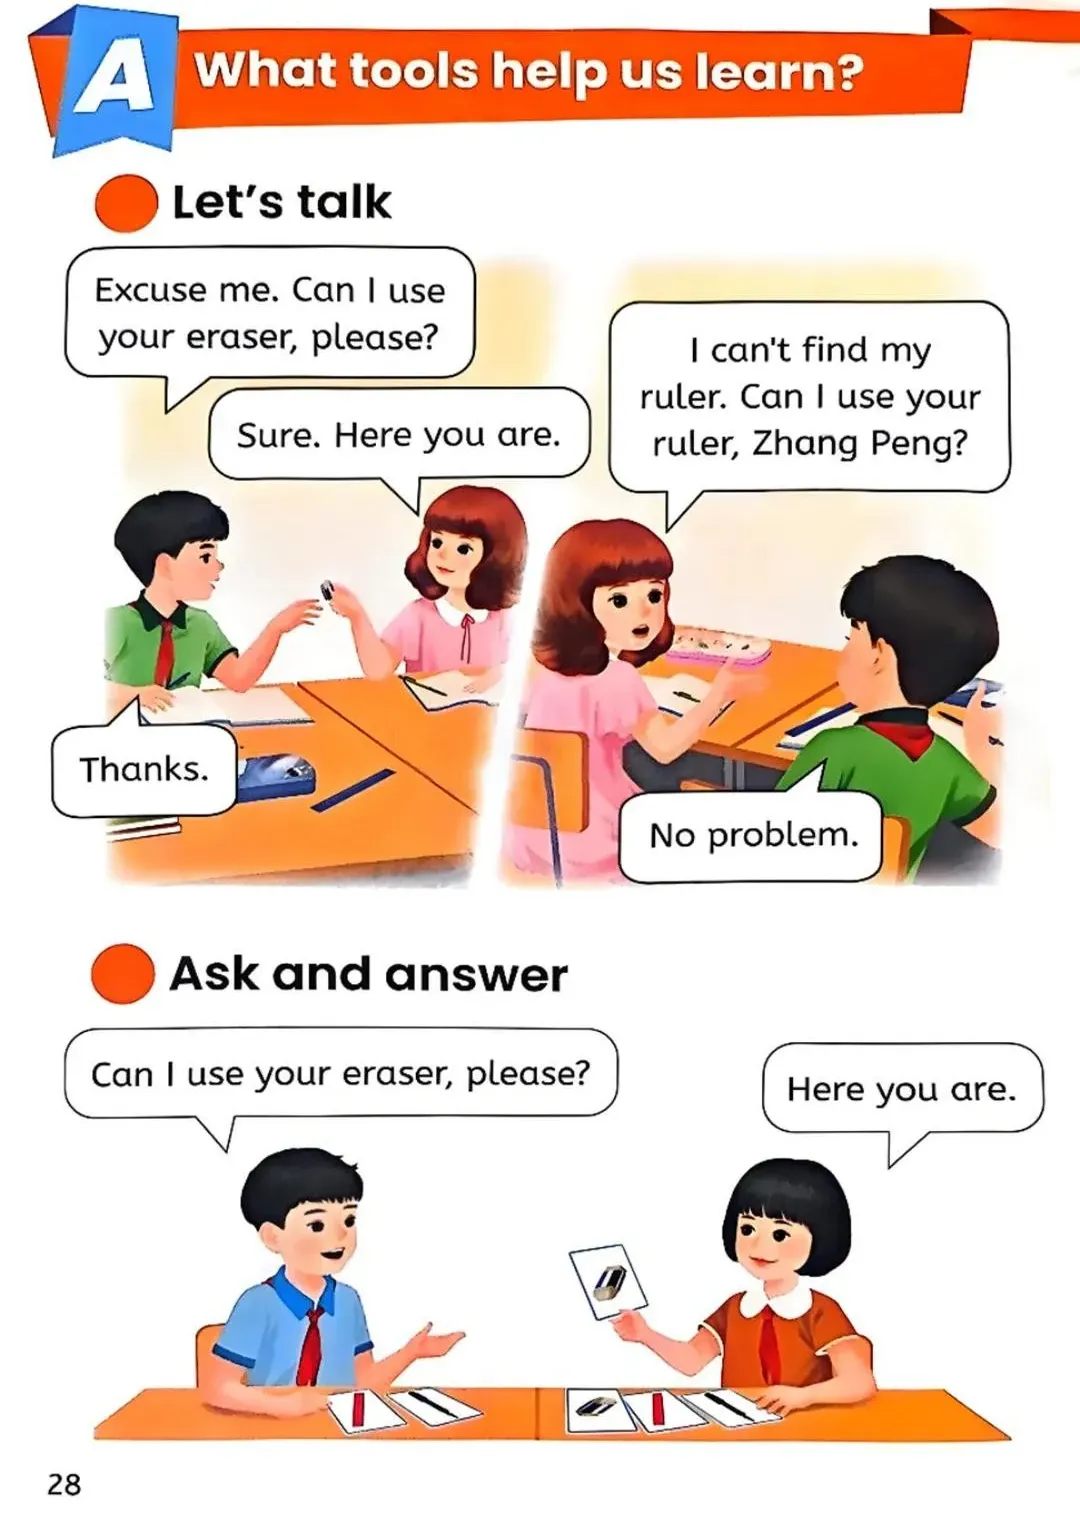 A
What tools help us learn?
Let's talk
Excuse me. Can I use
your eraser, please?
Sure. Here you are.
Thanks.
I can't find my
ruler. Can I use your
ruler, Zhang Peng?
No problem.
Ask and answer
Can I use your eraser, please?
Here you are.
28